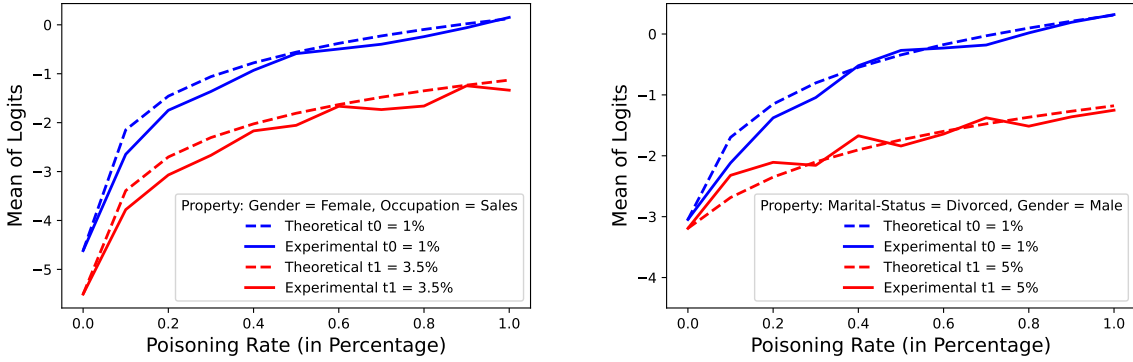 Mean of Logits
0
−1
−2
−3
−4
−5
0.0 0.2 0.4 0.6 0.8 1.0
Poisoning Rate (in Percentage)
Property: Gender = Female, Occupation = Sales
Theoretical t0 = 1%
Experimental t0 = 1%
Theoretical t1 = 3.5%
Experimental t1 = 3.5%
Mean of Logits
0
−1
−2
−3
−4
0.0 0.2 0.4 0.6 0.8 1.0
Poisoning Rate (in Percentage)
Property: Marital-Status = Divorced, Gender = Male
Theoretical t0 = 1%
Experimental t0 = 1%
Theoretical t1 = 5%
Experimental t1 = 5%